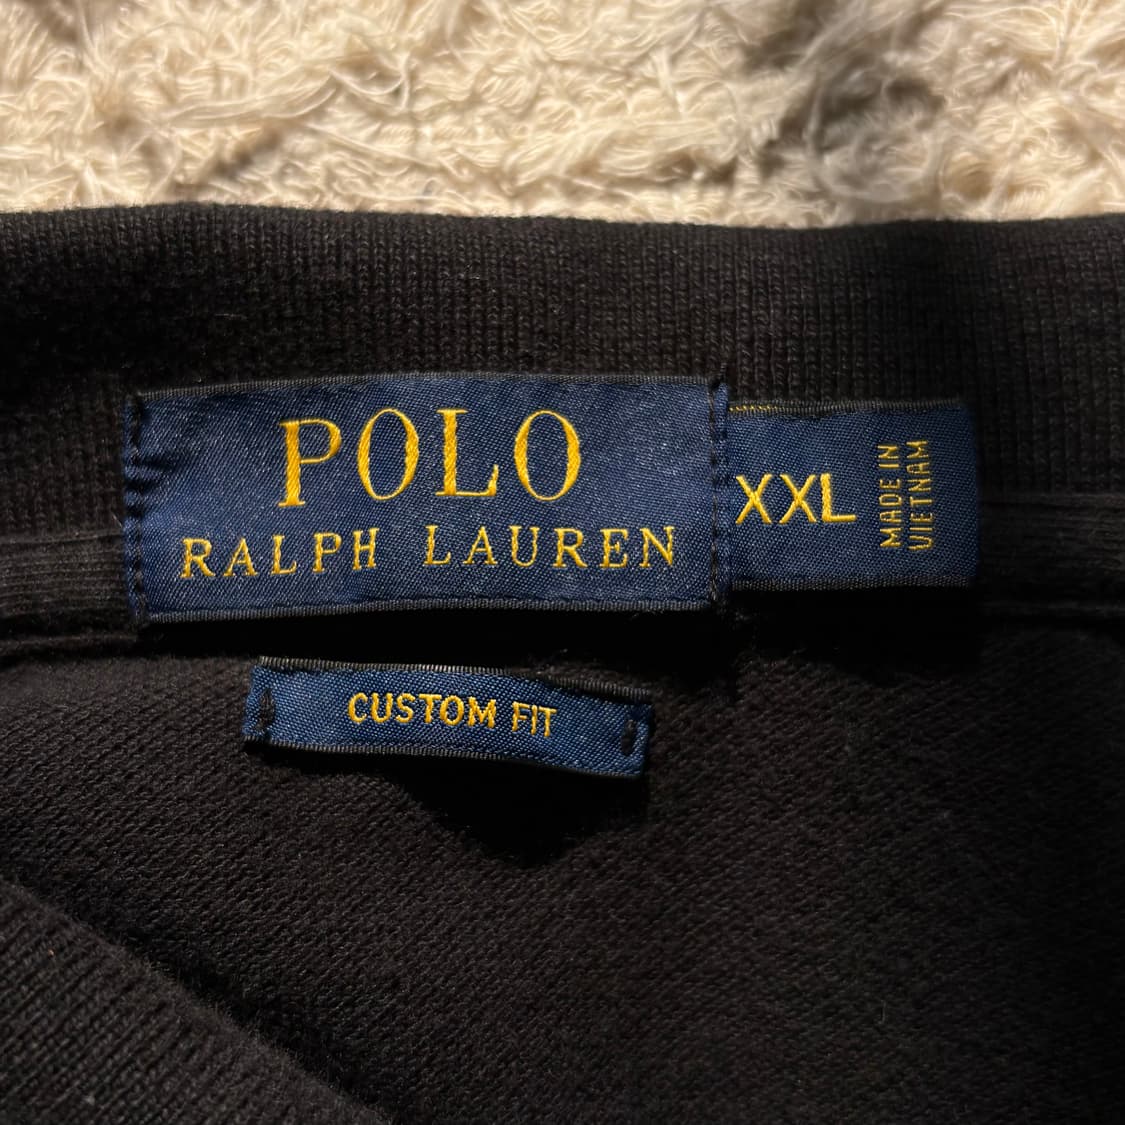 POLO
RALPH LAUREN
XXL
MADE IN
VIETNAM
CUSTOM FIT